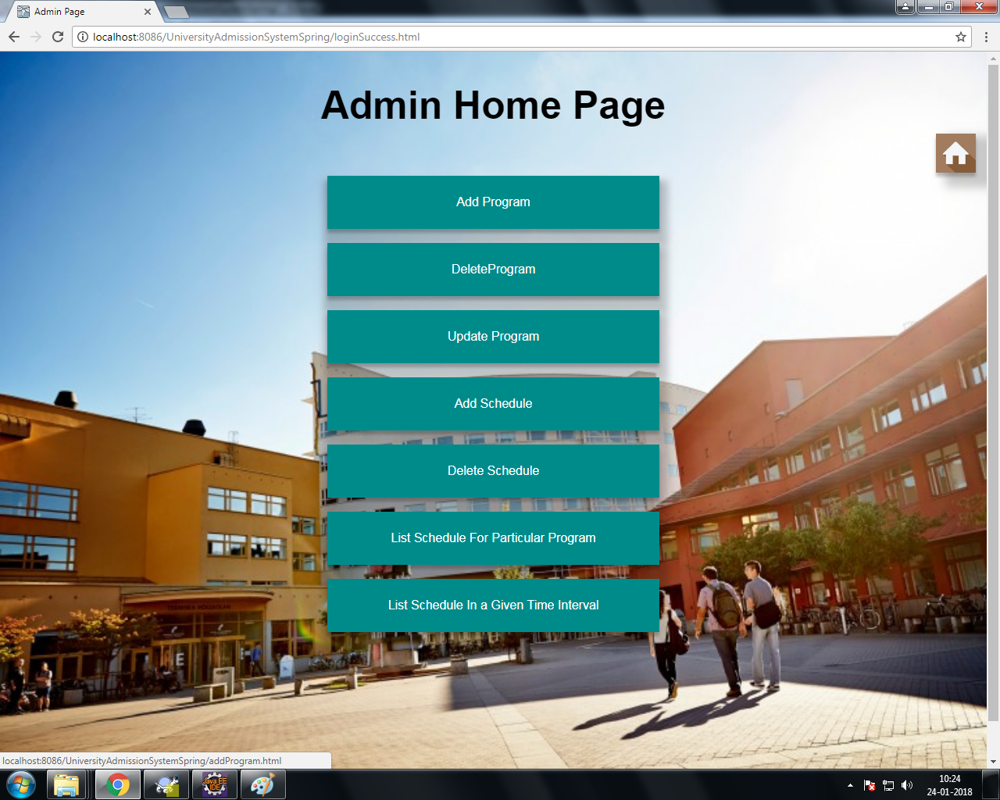 Admin Page
localhost:8086/UniversityAdmissionSystemSpring/loginSuccess.html
Admin Home Page
Add Program
DeleteProgram
Update Program
Add Schedule
Delete Schedule
List Schedule For Particular Program
List Schedule In a Given Time Interval
E
localhost:8086/UniversityAdmissionSystemSpring/addProgram.html
Java EE
IDE
10:24
24-01-2018